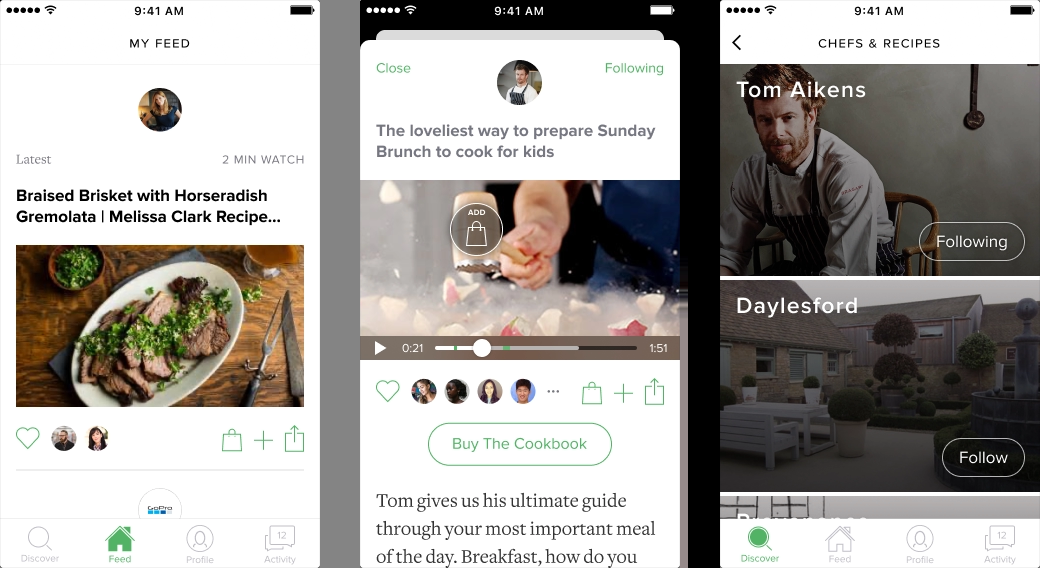 9:41 AM
MY FEED
Latest
2 MIN WATCH
Braised Brisket with Horseradish
Gremolata | Melissa Clark Recipe...
GoPro
Discover
Feed
Profile
12
Activity
9:41 AM
Close
Following
The loveliest way to prepare Sunday
Brunch to cook for kids
ADD
0:21
1:51
Buy The Cookbook
Tom gives us his ultimate guide
through your most important meal
of the day. Breakfast, how do you
9:41 AM
CHEFS & RECIPES
Tom Aikens
Following
Daylesford
Follow
Discover
Feed
Profile
12
Activity